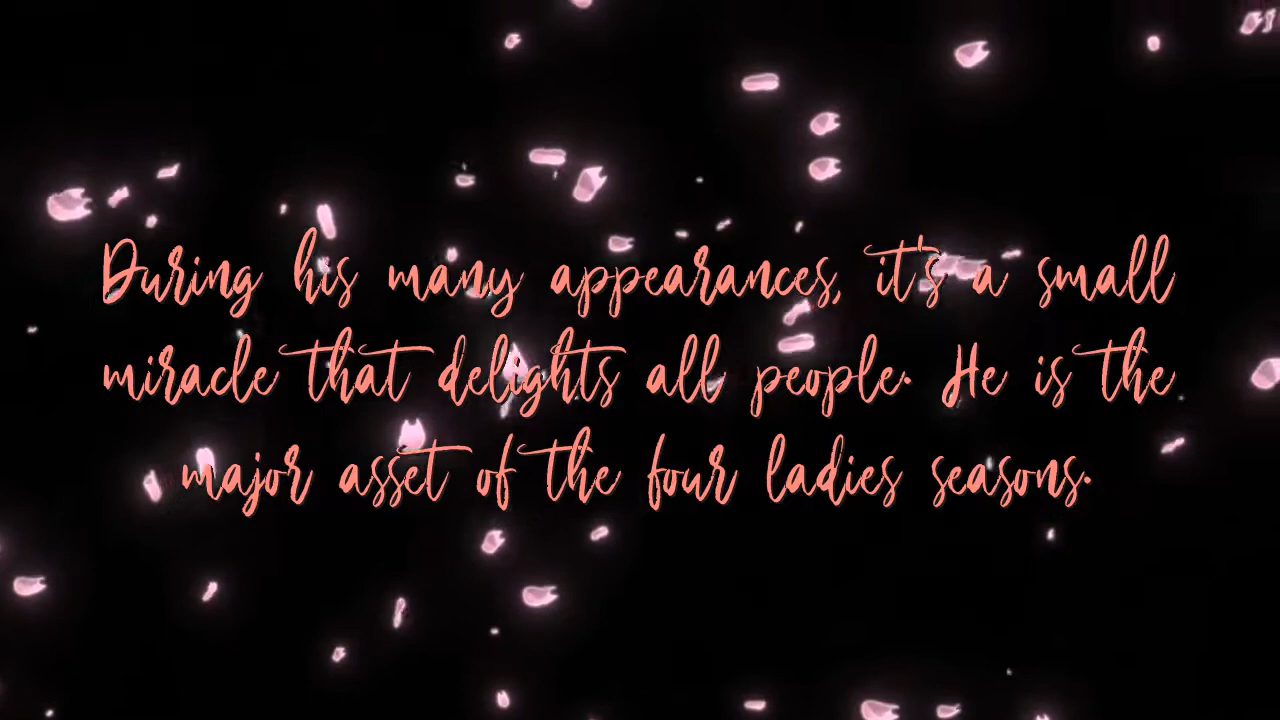 During his many appearances, it's a small
miracle that delights all people. He is the
major asset of the four ladies seasons.